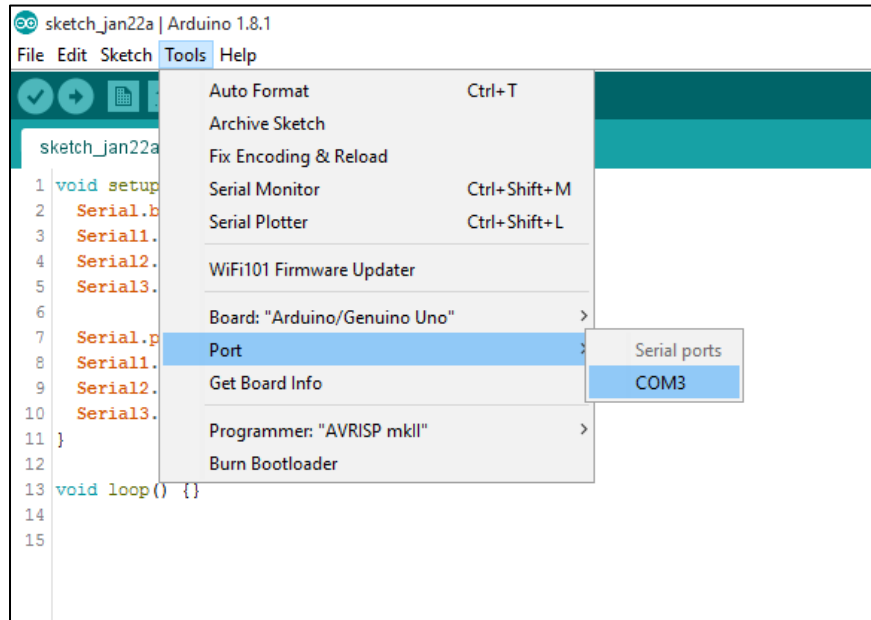 sketch_jan22a | Arduino 1.8.1
File Edit Sketch Tools Help
Auto Format Ctrl+T
Archive Sketch
sketch_jan22a
Fix Encoding & Reload
Serial Monitor Ctrl+Shift+M
Serial Plotter Ctrl+Shift+L
WiFi101 Firmware Updater
Board: "Arduino/Genuino Uno"
Port
Serial ports
COM3
Get Board Info
Programmer: "AVRISP mkII"
Burn Bootloader
1 void setup
2 Serial.b
3 Serial1.
4 Serial2.
5 Serial3.
6
7 Serial.p
8 Serial1.
9 Serial2.
10 Serial3.
11 }
12
13 void loop() {}
14
15